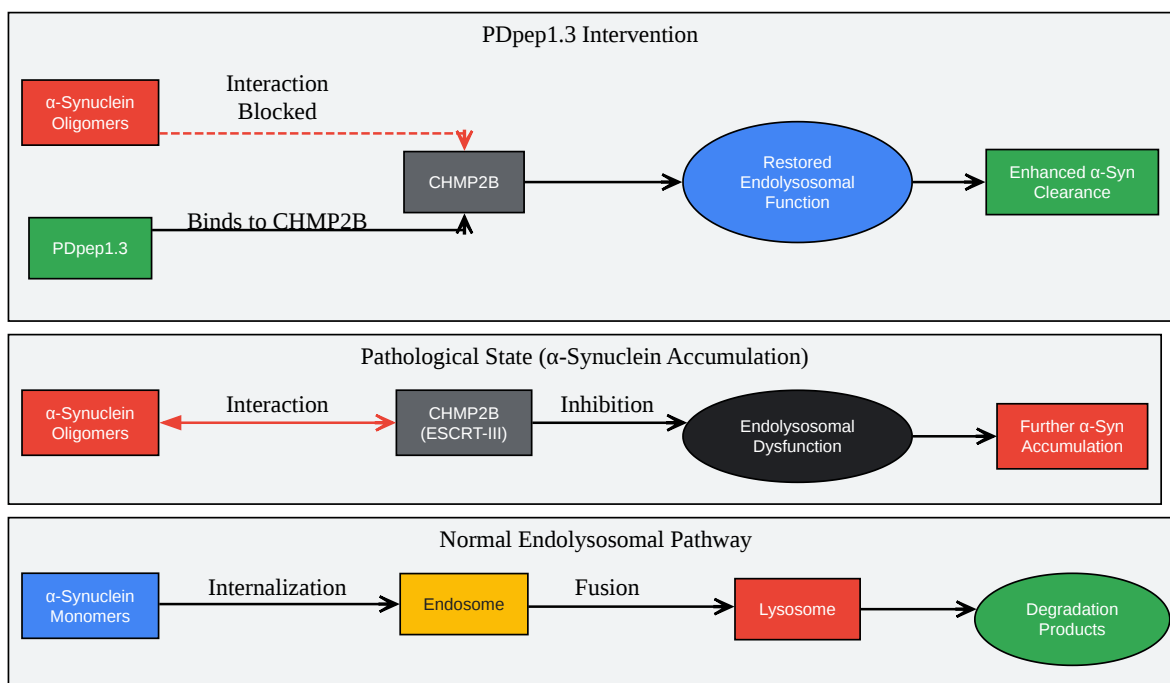 PDpep1.3 Intervention
α-Synuclein
Oligomers
Interaction
Blocked
CHMP2B
Restored
Endolysosomal
Function
Enhanced α-Syn
Clearance
PDpep1.3
Binds to CHMP2B
Pathological State (α-Synuclein Accumulation)
α-Synuclein
Oligomers
Interaction
CHMP2B
(ESCRT-III)
Inhibition
Endolysosomal
Dysfunction
Further α-Syn
Accumulation
Normal Endolysosomal Pathway
α-Synuclein
Monomers
Internalization
Endosome
Fusion
Lysosome
Degradation
Products